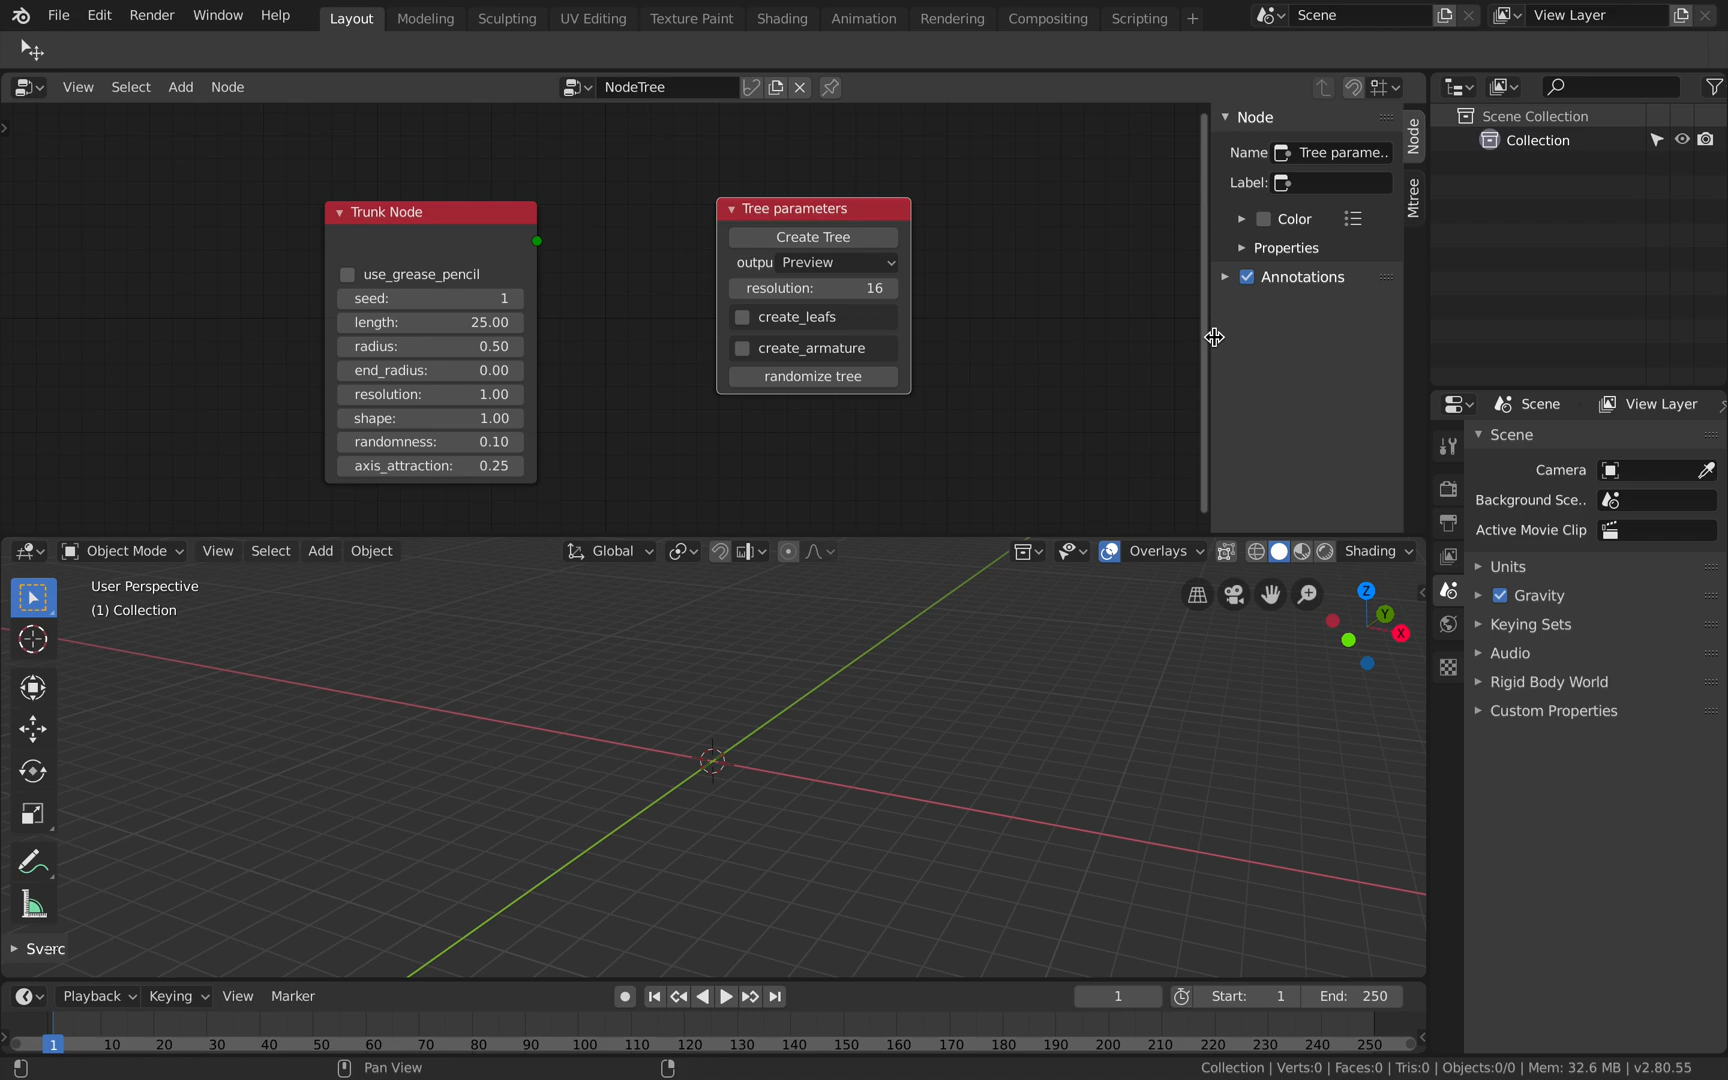 File Edit Render Window Help Layout Modeling Sculpting UV Editing Texture Paint Shading Animation Rendering Compositing Scripting + Scene View Layer
View Select Add Node NodeTree
Scene Collection
Collection
Node
Name Tree parame..
Label:
Color
Properties
Annotations
Node
Mtree
Trunk Node
use_grease_pencil
seed: 1
length: 25.00
radius: 0.50
end_radius: 0.00
resolution: 1.00
shape: 1.00
randomness: 0.10
axis_attraction: 0.25
Tree parameters
Create Tree
outpu Preview
resolution: 16
create_leafs
create_armature
randomize tree
Scene View Layer
Scene
Camera
Background Sce..
Active Movie Clip
Units
Gravity
Keying Sets
Audio
Rigid Body World
Custom Properties
Object Mode View Select Add Object Global Overlays Shading
User Perspective
(1) Collection
Z
Y
X
Playback Keying View Marker 1 Start: 1 End: 250
1 10 20 30 40 50 60 70 80 90 100 110 120 130 140 150 160 170 180 190 200 210 220 230 240 250
Pan View Collection | Verts:0 | Faces:0 | Tris:0 | Objects:0/0 | Mem: 32.6 MB | v2.80.55